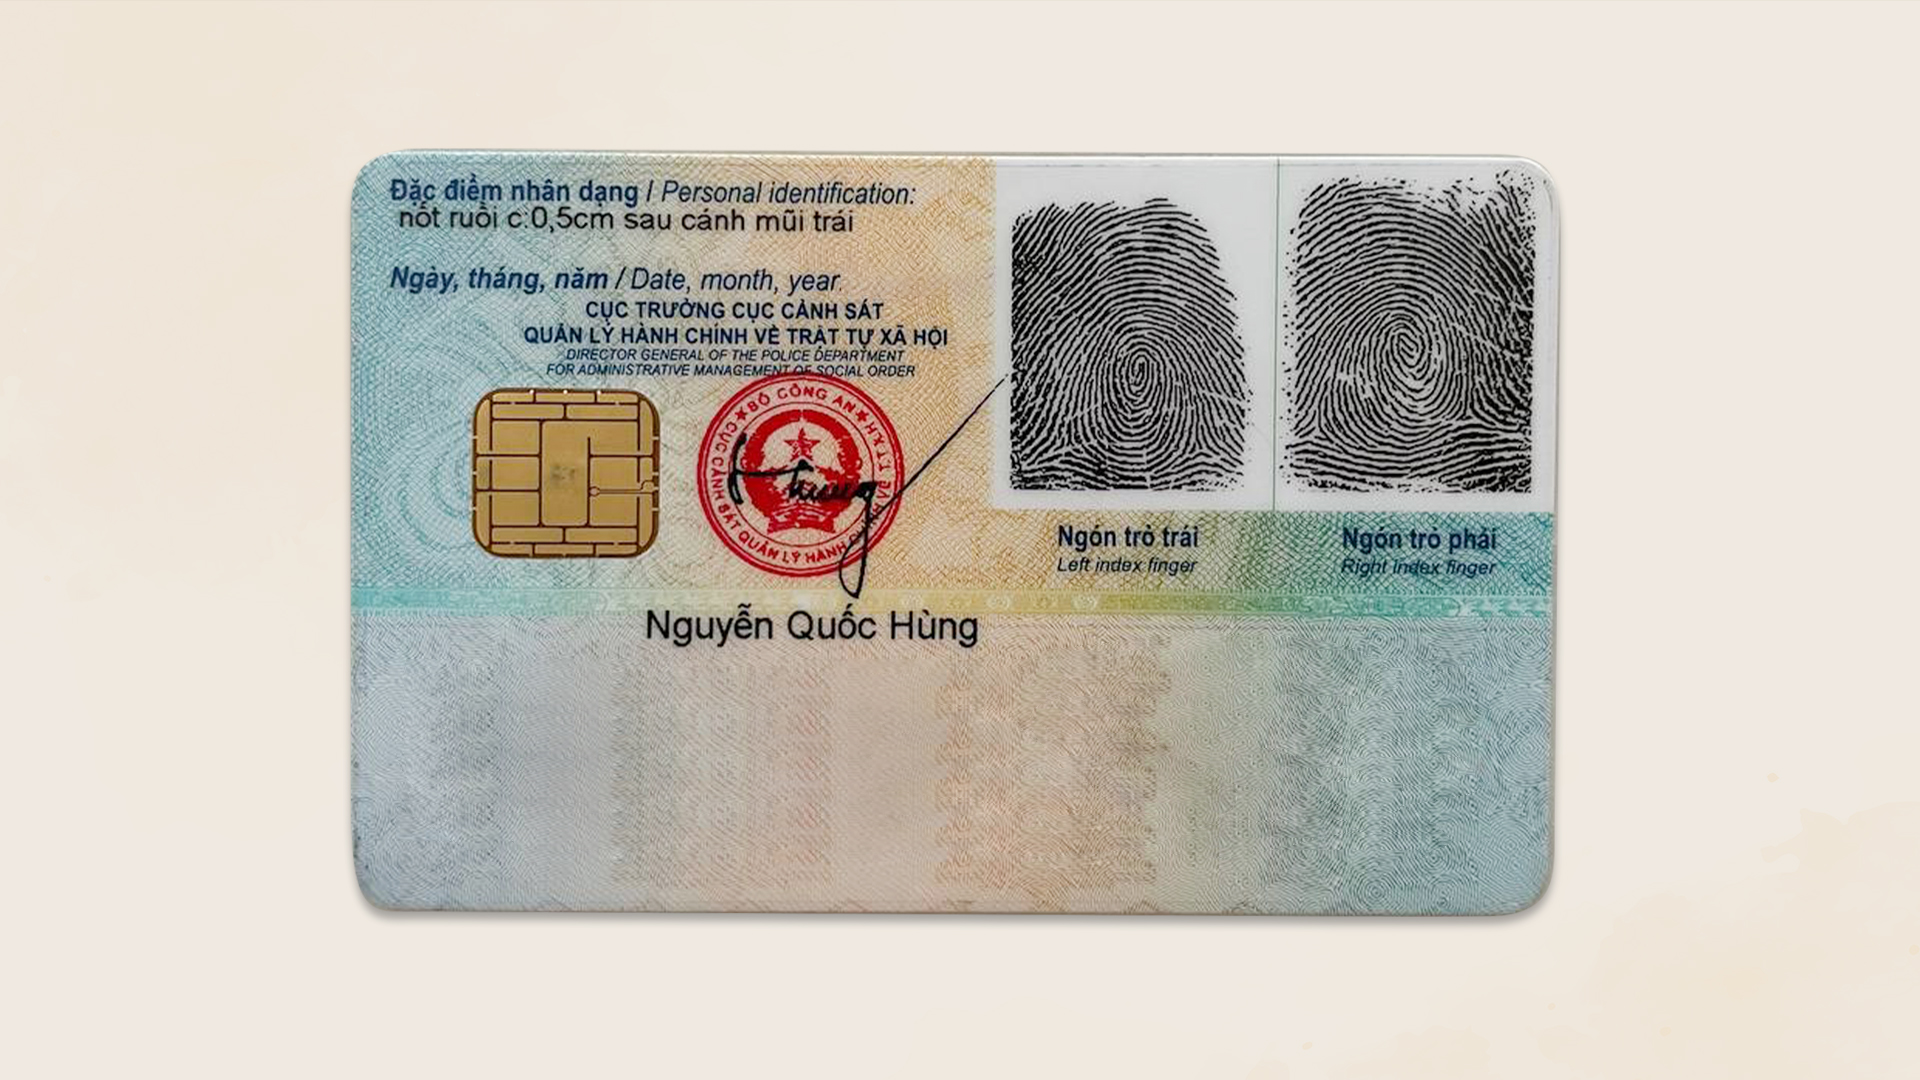 Đặc điểm nhân dạng / Personal identification:
nốt ruồi c:0,5cm sau cánh mũi trái
Ngày, tháng, năm / Date, month, year:
CỤC TRƯỞNG CỤC CẢNH SÁT
QUẢN LÝ HÀNH CHÍNH VỀ TRẬT TỰ XÃ HỘI
DIRECTOR GENERAL OF THE POLICE DEPARTMENT
FOR ADMINISTRATIVE MANAGEMENT OF SOCIAL ORDER
BỘ CÔNG AN
CỤC CẢNH SÁT QUẢN LÝ HÀNH CHÍNH VỀ TTXH
Nguyễn Quốc Hùng
Ngón trỏ trái
Left index finger
Ngón trỏ phải
Right index finger